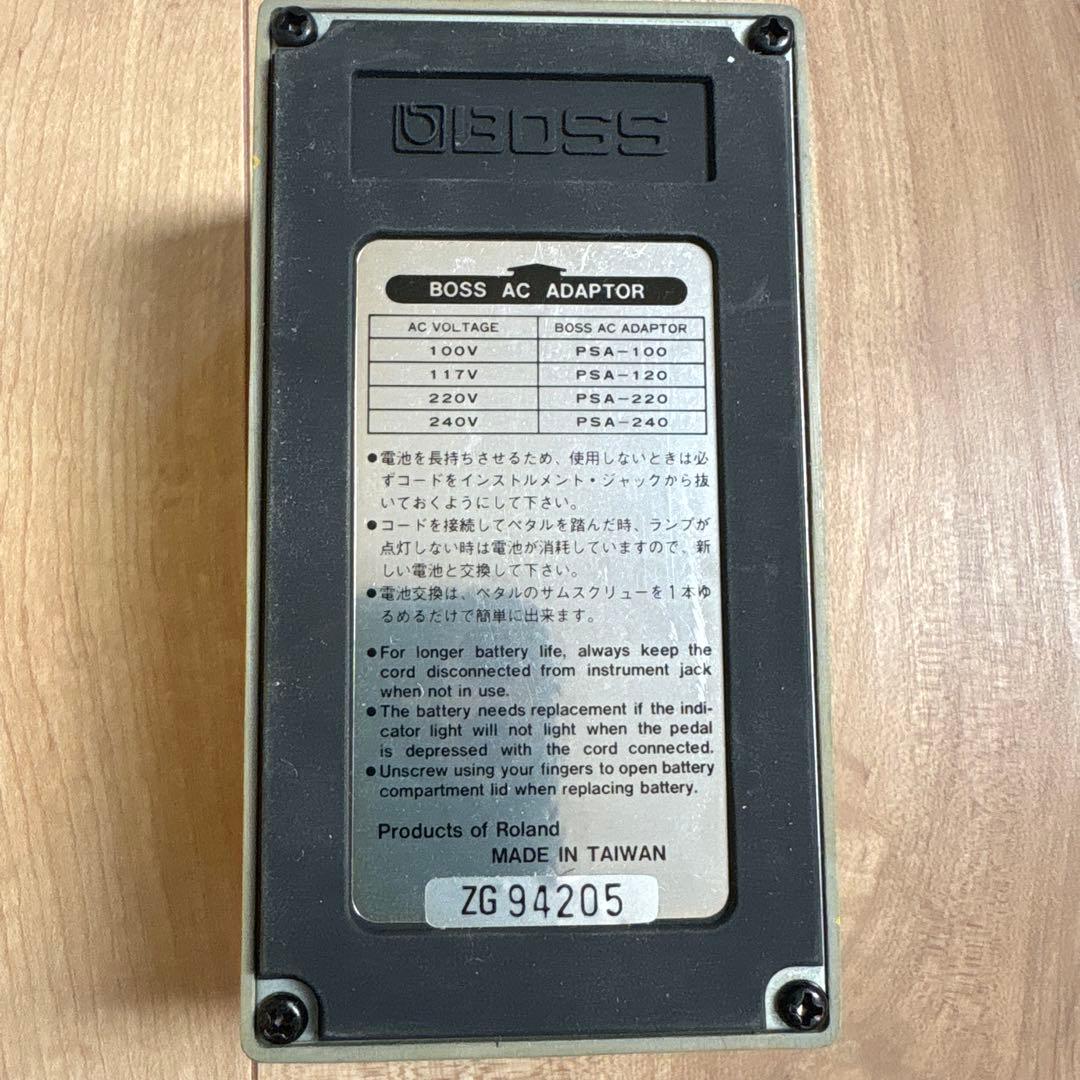 BOSS
BOSS AC ADAPTOR
AC VOLTAGE BOSS AC ADAPTOR
100V PSA-100
117V PSA-120
220V PSA-220
240V PSA-240
●電池を長持ちさせるため、使用しないときは必
ずコードをインストルメント・ジャックから抜
いておくようにして下さい。
●コードを接続してペタルを踏んだ時、ランプが
点灯しない時は電池が消耗していますので、新
しい電池と交換して下さい。
●電池交換は、ペタルのサムスクリューを1本ゆ
るめるだけで簡単に出来ます。
●For longer battery life, always keep the
cord disconnected from instrument jack
when not in use.
●The battery needs replacement if the indi-
cator light will not light when the pedal
is depressed with the cord connected.
●Unscrew using your fingers to open battery
compartment lid when replacing battery.
Products of Roland
MADE IN TAIWAN
ZG 94205